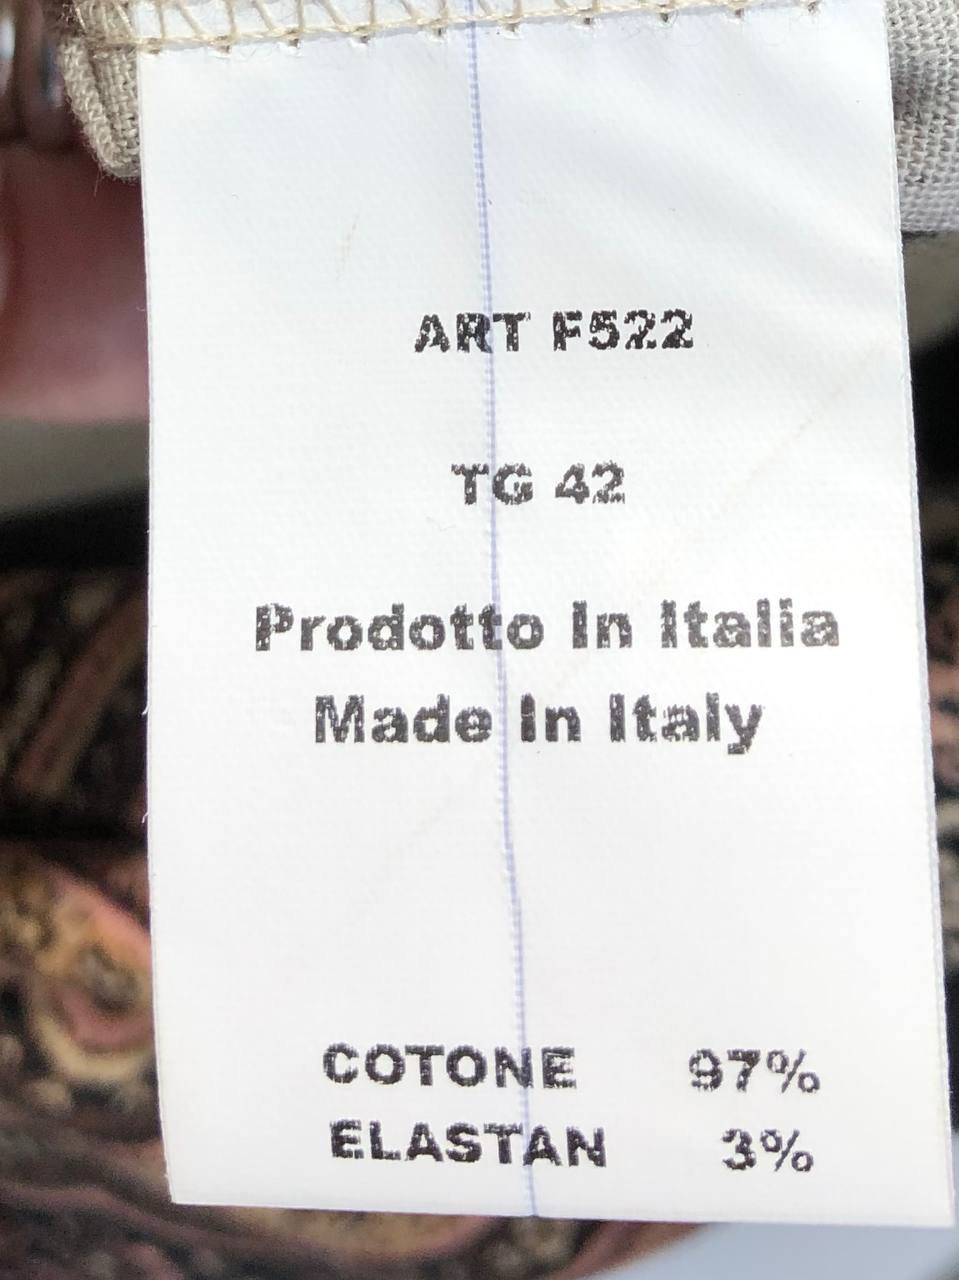 ART F522
TG 42
Prodotto In Italia
Made In Italy
COTONE 97%
ELASTAN 3%